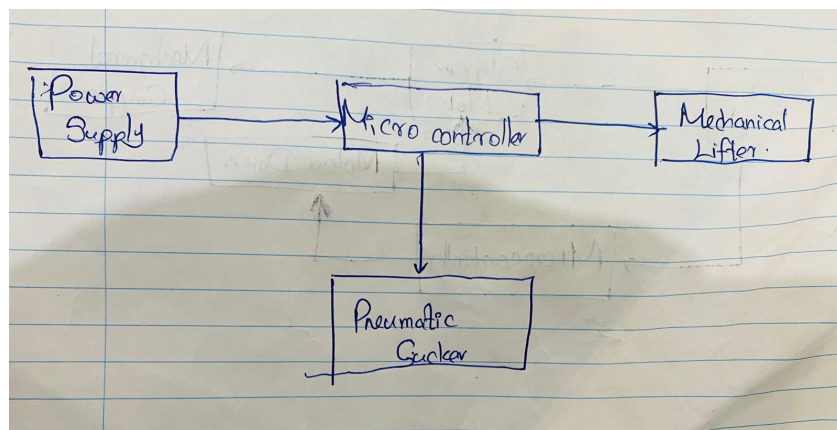 Power
Supply
Micro controller
Mechanical
Lifter.
Pneumatic
Sucker